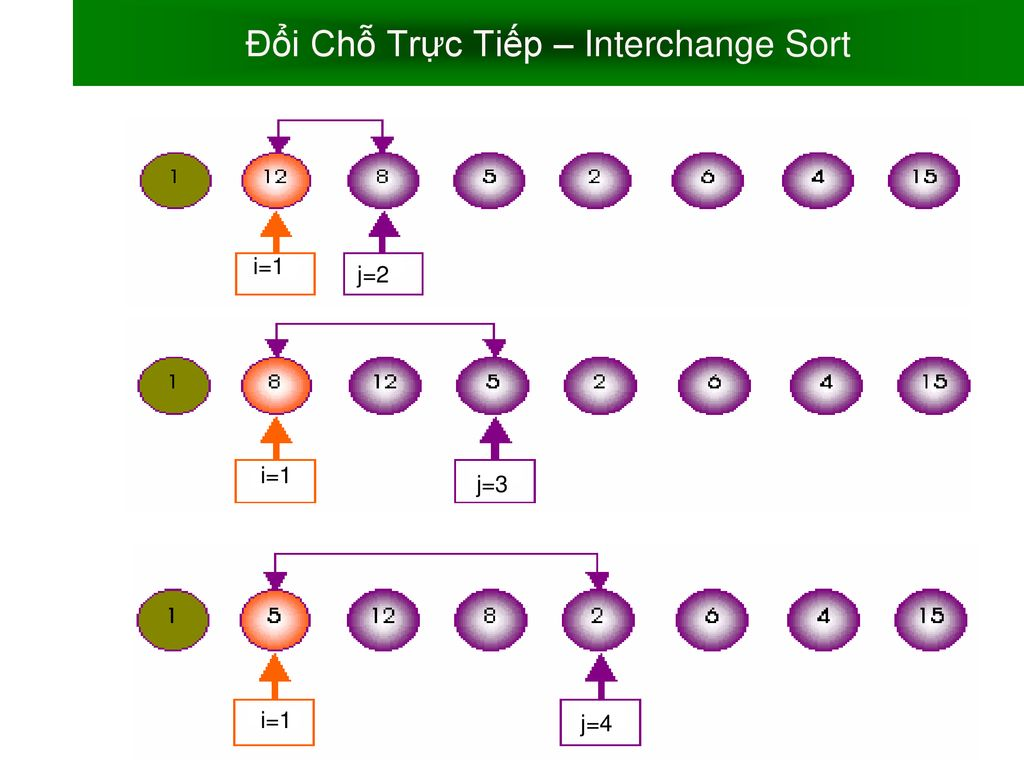 Đổi Chỗ Trực Tiếp – Interchange Sort
1 12 8 5 2 6 4 15
i=1 j=2
1 8 12 5 2 6 4 15
i=1 j=3
1 5 12 8 2 6 4 15
i=1 j=4